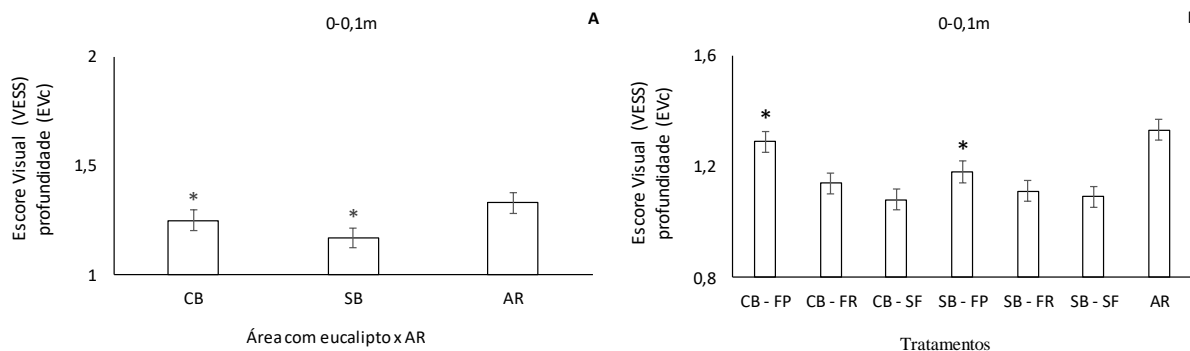 0-0,1m
A
Escore Visual (VESS)
profundidade (EVc)
2
1,5
1
*
*
CB
SB
AR
Área com eucalipto x AR
0-0,1m
Escore Visual (VESS)
profundidade (EVc)
1,6
1,2
0,8
*
*
CB - FP
CB - FR
CB - SF
SB - FP
SB - FR
SB - SF
AR
Tratamentos